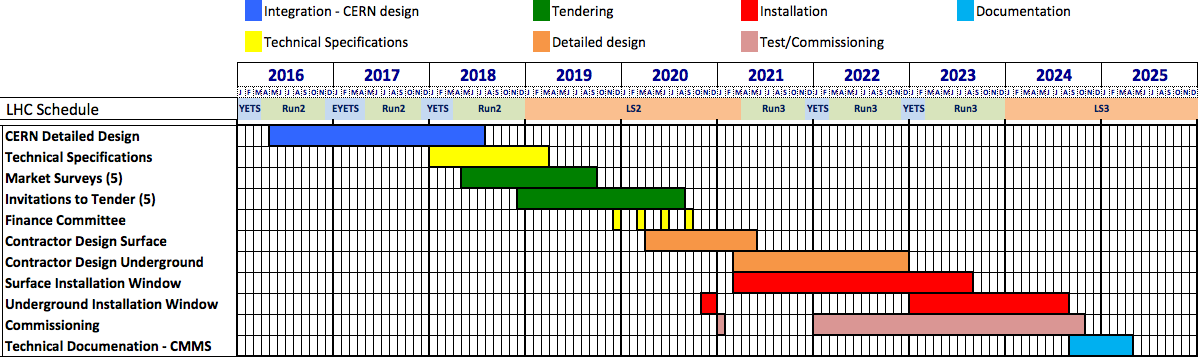 Integration - CERN design Tendering Installation Documentation
Technical Specifications Detailed design Test/Commissioning
2016 2017 2018 2019 2020 2021 2022 2023 2024 2025
J F M A M J J A S O N D J F M A M J J A S O N D J F M A M J J A S O N D J F M A M J J A S O N D J F M A M J J A S O N D J F M A M J J A S O N D J F M A M J J A S O N D J F M A M J J A S O N D J F M A M J J A S O N D J F M A M J J A S O N D
LHC Schedule YETS Run2 EYETS Run2 YETS Run2 LS2 Run3 YETS Run3 YETS Run3 LS3
CERN Detailed Design
Technical Specifications
Market Surveys (5)
Invitations to Tender (5)
Finance Committee
Contractor Design Surface
Contractor Design Underground
Surface Installation Window
Underground Installation Window
Commissioning
Technical Documenation - CMMS